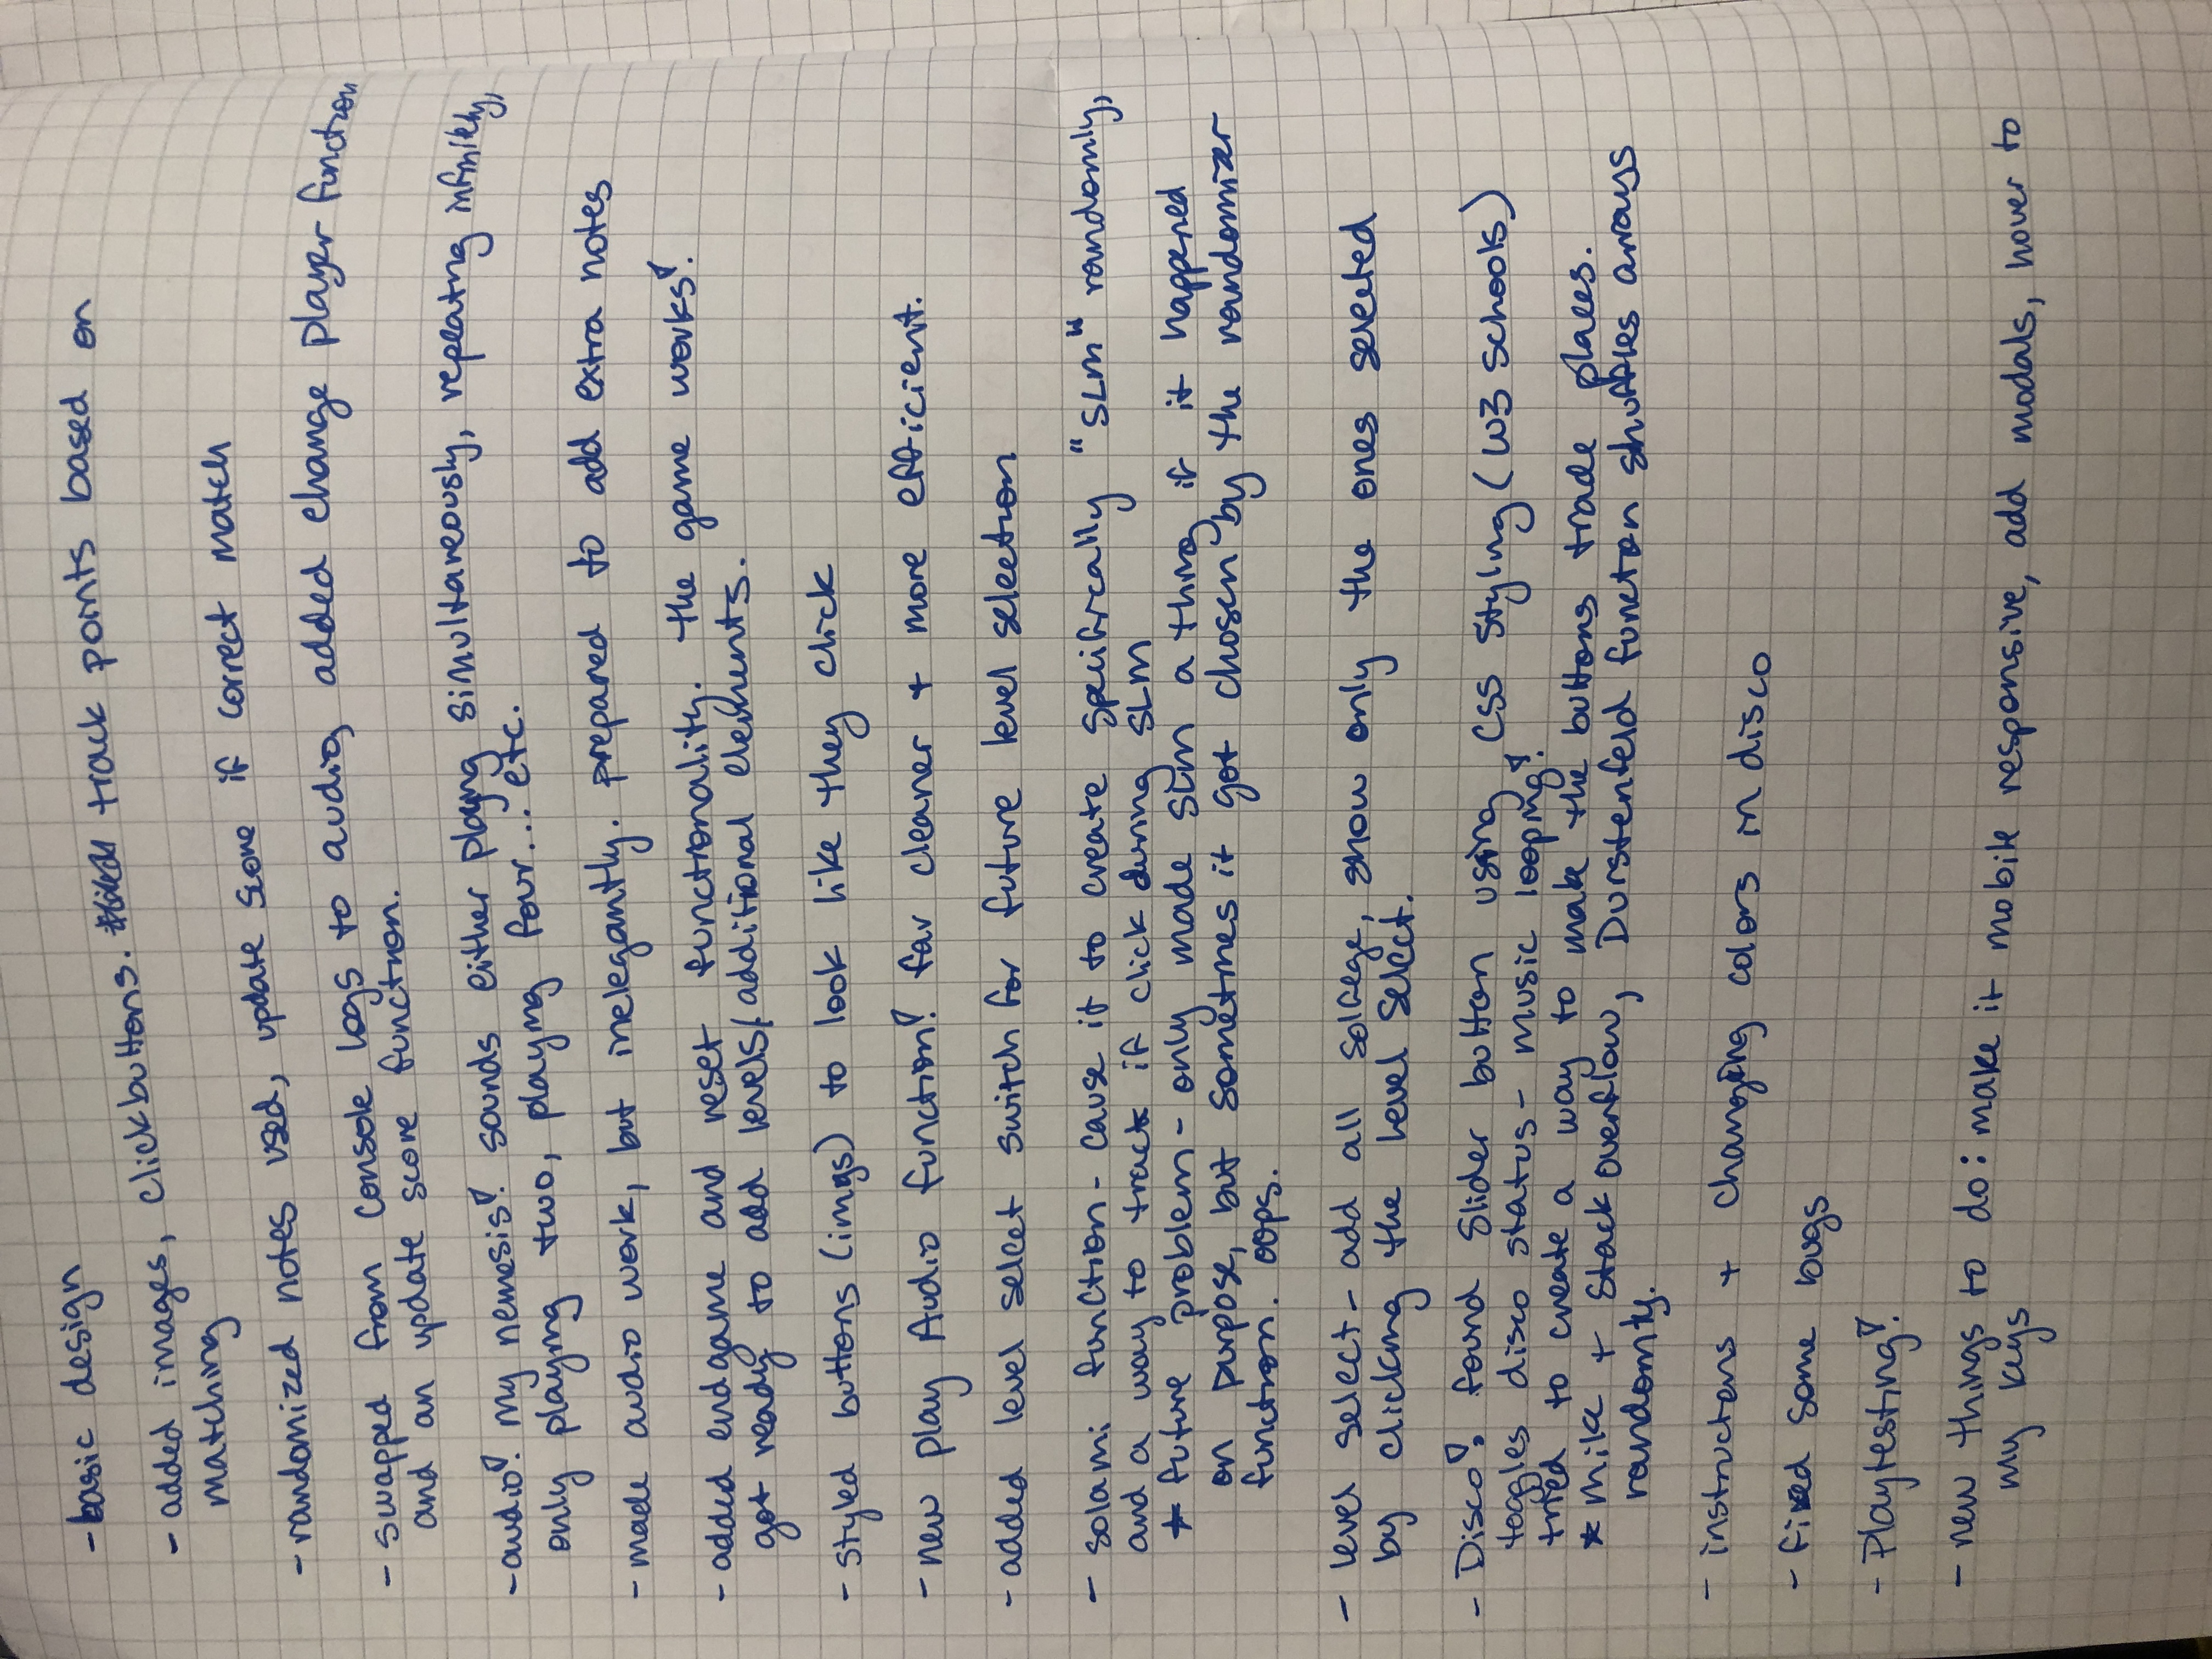 - basic design
- added images, clickbuttons. track points based on
matching
- randomized notes used, update score if correct match
- swapped from console logs to audio, added change player function
and an update score function.
- audio! my nemesis! sounds either playing simultaneously, repeating infinitely,
only playing two, playing four... etc.
- made audio work, but inelegantly. prepared to add extra notes
- added endgame and reset functionality. the game works!
got ready to add levels/additional elements.
- styled buttons (imgs) to look like they click
- new play Audio function! far cleaner + more efficient.
- added level select switch for future level selection
- solami function - cause it to create specifically "SLM" randomly,
and a way to track if click during SLM
* future problem - only made SLM a thing if it happened
on purpose, but sometimes it got chosen by the randomizer
function. oops.
- level select - add all solfege, show only the ones selected
by clicking the level select.
- Disco! found slider button using CSS styling (W3 Schools)
toggles disco status - music looping!
tried to create a way to make the buttons trade places.
* Mike + Stack overflow, Durstenfeld function shuffles arrays
randomly.
- instructions + changing colors in disco
- fixed some bugs
- Playtesting!
- new things to do: make it mobile responsive, add modals, hover to
my keys